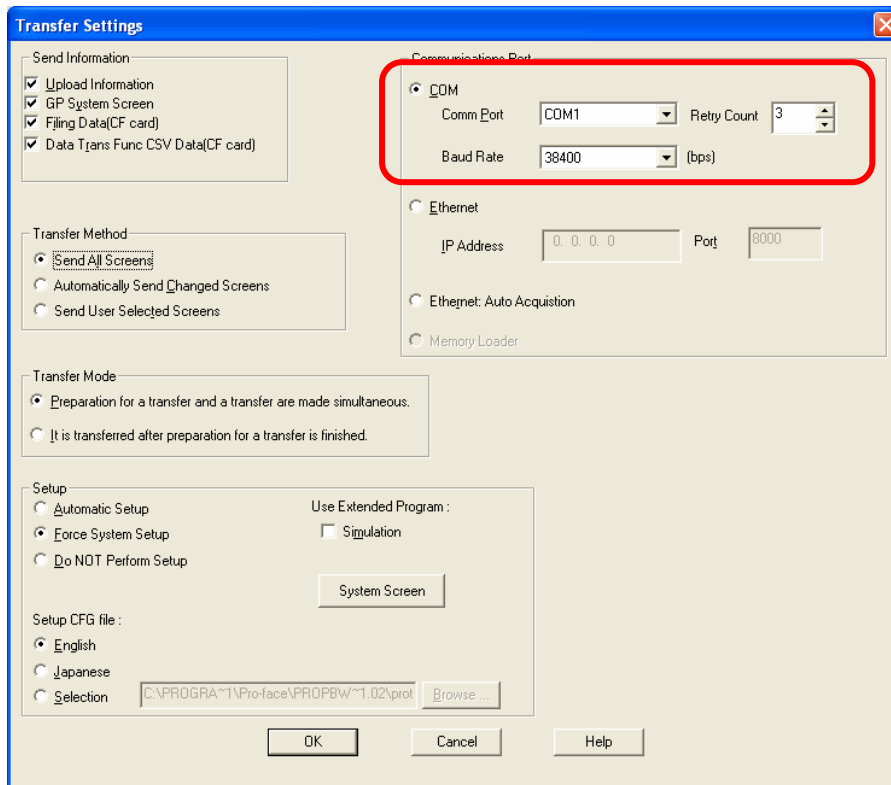 Transfer Settings
Send Information
Upload Information
GP System Screen
Filing Data(CF card)
Data Trans Func CSV Data(CF card)
Communications Port
COM
Comm Port COM1 Retry Count 3
Baud Rate 38400 (bps)
Ethernet
IP Address 0. 0. 0. 0 Port 8000
Ethernet: Auto Acquistion
Memory Loader
Transfer Method
Send All Screens
Automatically Send Changed Screens
Send User Selected Screens
Transfer Mode
Preparation for a transfer and a transfer are made simultaneous.
It is transferred after preparation for a transfer is finished.
Setup
Automatic Setup
Force System Setup
Do NOT Perform Setup
Use Extended Program :
Simulation
System Screen
Setup CFG file :
English
Japanese
Selection C:\PROGRA~1\Pro-face\PROPBW~1.02\prot Browse ...
OK Cancel Help